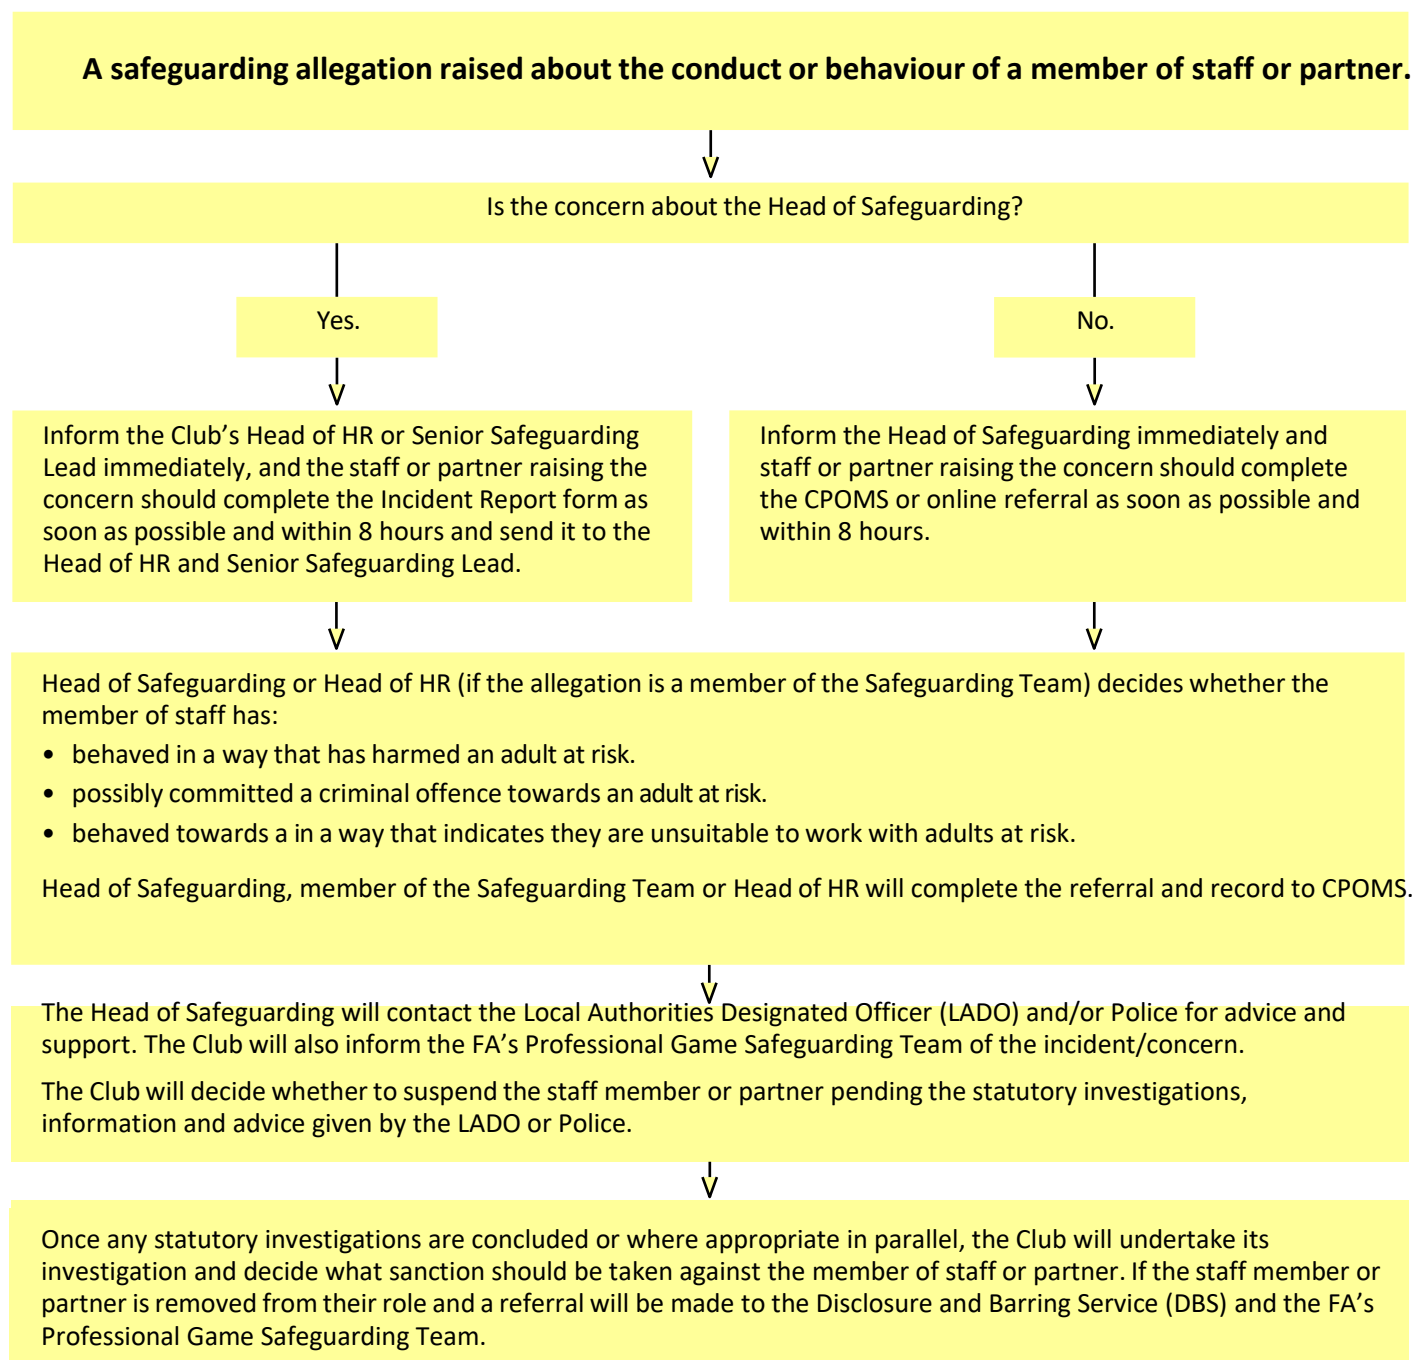 A safeguarding allegation raised about the conduct or behaviour of a member of staff or partner.
Is the concern about the Head of Safeguarding?
Yes.
No.
Inform the Club’s Head of HR or Senior Safeguarding
Lead immediately, and the staff or partner raising the
concern should complete the Incident Report form as
soon as possible and within 8 hours and send it to the
Head of HR and Senior Safeguarding Lead.
Inform the Head of Safeguarding immediately and
staff or partner raising the concern should complete
the CPOMS or online referral as soon as possible and
within 8 hours.
Head of Safeguarding or Head of HR (if the allegation is a member of the Safeguarding Team) decides whether the
member of staff has:
• behaved in a way that has harmed an adult at risk.
• possibly committed a criminal offence towards an adult at risk.
• behaved towards a in a way that indicates they are unsuitable to work with adults at risk.
Head of Safeguarding, member of the Safeguarding Team or Head of HR will complete the referral and record to CPOMS.
The Head of Safeguarding will contact the Local Authorities Designated Officer (LADO) and/or Police for advice and
support. The Club will also inform the FA’s Professional Game Safeguarding Team of the incident/concern.
The Club will decide whether to suspend the staff member or partner pending the statutory investigations,
information and advice given by the LADO or Police.
Once any statutory investigations are concluded or where appropriate in parallel, the Club will undertake its
investigation and decide what sanction should be taken against the member of staff or partner. If the staff member or
partner is removed from their role and a referral will be made to the Disclosure and Barring Service (DBS) and the FA’s
Professional Game Safeguarding Team.